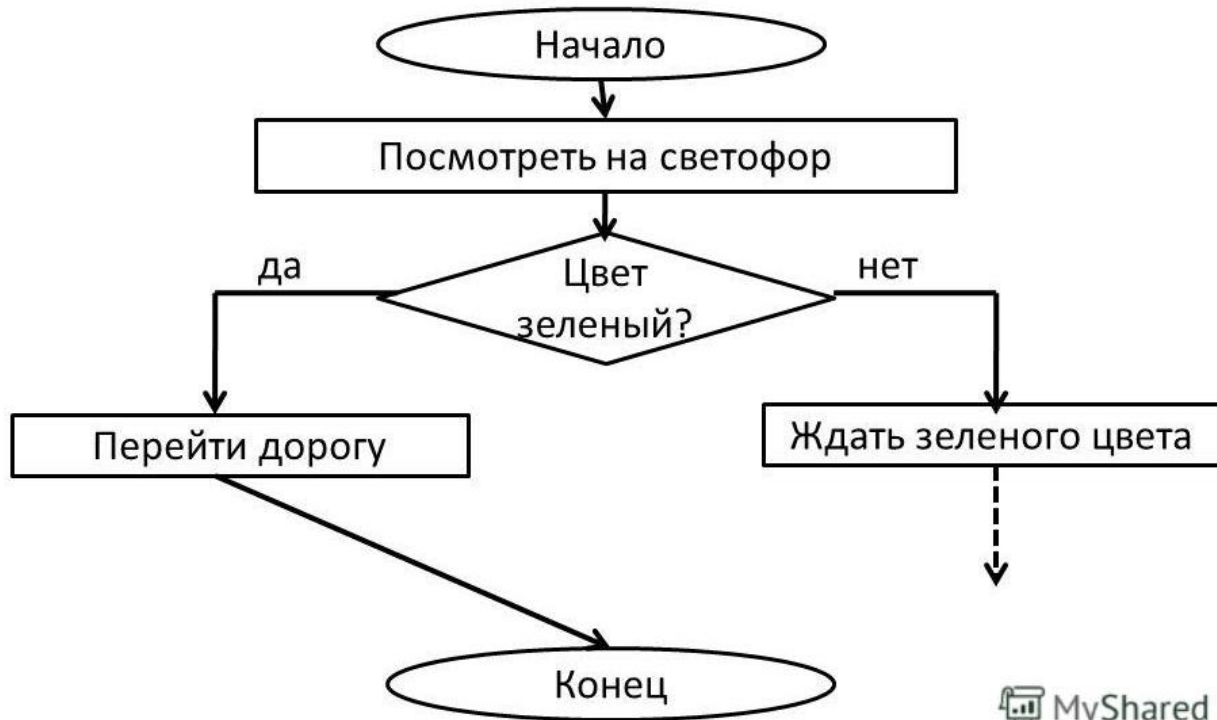 Начало
Посмотреть на светофор
да
Цвет
зеленый?
нет
Перейти дорогу
Ждать зеленого цвета
Конец
MyShared